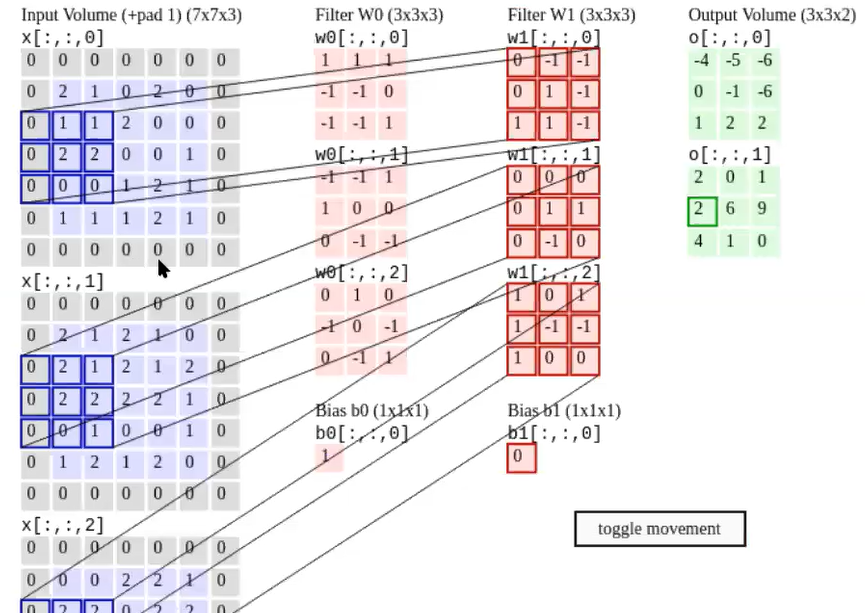 Input Volume (+pad 1) (7x7x3)
x[:,:,0]
0 0 0 0 0 0 0
0 2 1 0 2 0 0
0 1 1 2 0 0 0
0 2 2 0 0 1 0
0 0 0 1 2 1 0
0 1 1 1 2 1 0
0 0 0 0 0 0 0
x[:,:,1]
0 0 0 0 0 0 0
0 2 1 2 1 0 0
0 2 1 2 1 2 0
0 2 2 2 2 1 0
0 0 1 0 0 1 0
0 1 2 1 2 0 0
0 0 0 0 0 0 0
x[:,:,2]
0 0 0 0 0 0 0
0 0 0 2 2 1 0
0 2 2 0 2 2 0
Filter W0 (3x3x3)
w0[:,:,0]
1 1 1
-1 -1 0
-1 -1 1
w0[:,:,1]
-1 -1 1
1 0 0
0 -1 -1
w0[:,:,2]
0 1 0
-1 0 -1
0 -1 1
Bias b0 (1x1x1)
b0[:,:,0]
1
Filter W1 (3x3x3)
w1[:,:,0]
0 -1 -1
0 1 -1
1 1 -1
w1[:,:,1]
0 0 0
0 1 1
0 -1 0
w1[:,:,2]
1 0 1
1 -1 -1
1 0 0
Bias b1 (1x1x1)
b1[:,:,0]
0
Output Volume (3x3x2)
o[:,:,0]
-4 -5 -6
0 -1 -6
1 2 2
o[:,:,1]
2 0 1
2 6 9
4 1 0
toggle movement